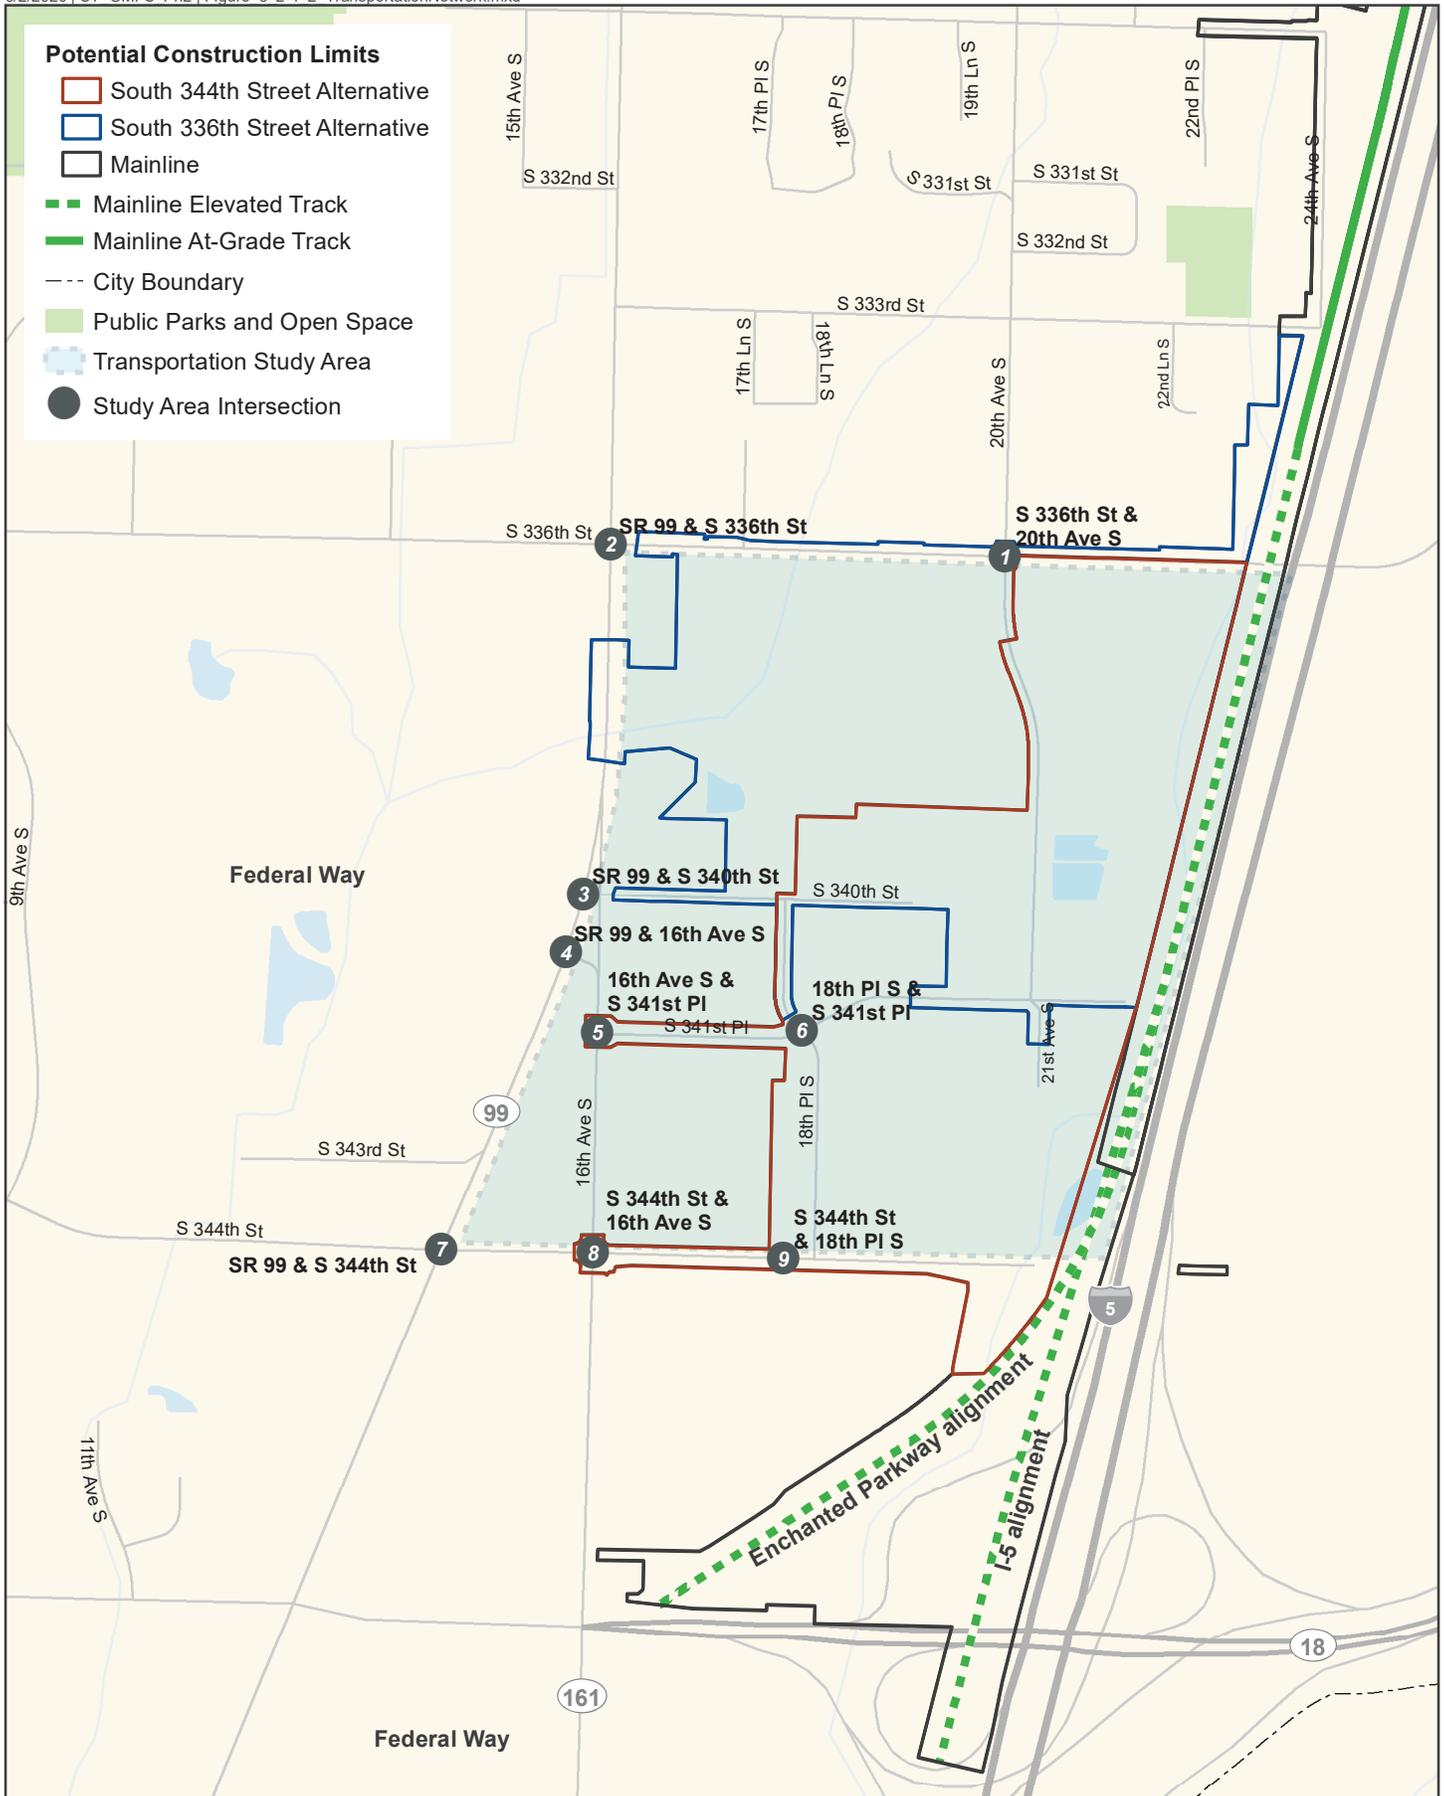 Potential Construction Limits
South 344th Street Alternative
South 336th Street Alternative
Mainline
Mainline Elevated Track
Mainline At-Grade Track
City Boundary
Public Parks and Open Space
Transportation Study Area
Study Area Intersection
15th Ave S
17th Pl S
18th Pl S
19th Ln S
22nd Pl S
24th Ave S
S 332nd St
S 331st St
S 331st St
S 332nd St
S 333rd St
17th Ln S
18th Ln S
20th Ave S
22nd Ln S
S 336th St
2
SR 99 & S 336th St
S 336th St &
20th Ave S
1
9th Ave S
Federal Way
3
SR 99 & S 340th St
S 340th St
4
SR 99 & 16th Ave S
16th Ave S &
S 341st Pl
18th Pl S &
S 341st Pl
5
S 341st Pl
6
21st Ave S
99
16th Ave S
18th Pl S
S 343rd St
S 344th St &
16th Ave S
S 344th St
& 18th Pl S
S 344th St
7
SR 99 & S 344th St
8
9
5
Enchanted Parkway alignment
I-5 alignment
11th Ave S
18
161
Federal Way